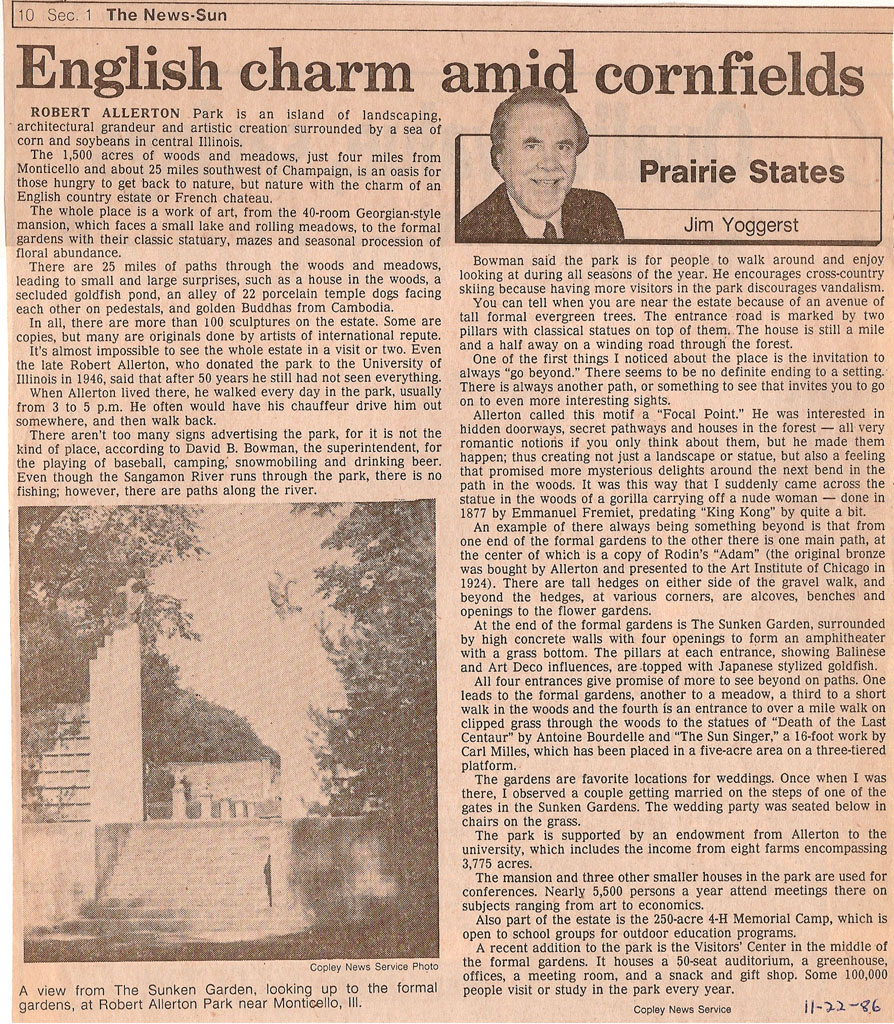 10 Sec. 1 The News-Sun
English charm amid cornfields
ROBERT ALLERTON Park is an island of landscaping,
architectural grandeur and artistic creation surrounded by a sea of
corn and soybeans in central Illinois.
The 1,500 acres of woods and meadows, just four miles from
Monticello and about 25 miles southwest of Champaign, is an oasis for
those hungry to get back to nature, but nature with the charm of an
English country estate or French chateau.
The whole place is a work of art, from the 40-room Georgian-style
mansion, which faces a small lake and rolling meadows, to the formal
gardens with their classic statuary, mazes and seasonal procession of
floral abundance.
There are 25 miles of paths through the woods and meadows,
leading to small and large surprises, such as a house in the woods, a
secluded goldfish pond, an alley of 22 porcelain temple dogs facing
each other on pedestals, and golden Buddhas from Cambodia.
In all, there are more than 100 sculptures on the estate. Some are
copies, but many are originals done by artists of international repute.
It's almost impossible to see the whole estate in a visit or two. Even
the late Robert Allerton, who donated the park to the University of
Illinois in 1946, said that after 50 years he still had not seen everything.
When Allerton lived there, he walked every day in the park, usually
from 3 to 5 p.m. He often would have his chauffeur drive him out
somewhere, and then walk back.
There aren't too many signs advertising the park, for it is not the
kind of place, according to David B. Bowman, the superintendent, for
the playing of baseball, camping, snowmobiling and drinking beer.
Even though the Sangamon River runs through the park, there is no
fishing; however, there are paths along the river.
Copley News Service Photo
A view from The Sunken Garden, looking up to the formal
gardens, at Robert Allerton Park near Monticello, Ill.
Prairie States
Jim Yoggerst
Bowman said the park is for people to walk around and enjoy
looking at during all seasons of the year. He encourages cross-country
skiing because having more visitors in the park discourages vandalism.
You can tell when you are near the estate because of an avenue of
tall formal evergreen trees. The entrance road is marked by two
pillars with classical statues on top of them. The house is still a mile
and a half away on a winding road through the forest.
One of the first things I noticed about the place is the invitation to
always "go beyond." There seems to be no definite ending to a setting.
There is always another path, or something to see that invites you to go
on to even more interesting sights.
Allerton called this motif a "Focal Point." He was interested in
hidden doorways, secret pathways and houses in the forest — all very
romantic notions if you only think about them, but he made them
happen; thus creating not just a landscape or statue, but also a feeling
that promised more mysterious delights around the next bend in the
path in the woods. It was this way that I suddenly came across the
statue in the woods of a gorilla carrying off a nude woman — done in
1877 by Emmanuel Fremiet, predating "King Kong" by quite a bit.
An example of there always being something beyond is that from
one end of the formal gardens to the other there is one main path, at
the center of which is a copy of Rodin's "Adam" (the original bronze
was bought by Allerton and presented to the Art Institute of Chicago in
1924). There are tall hedges on either side of the gravel walk, and
beyond the hedges, at various corners, are alcoves, benches and
openings to the flower gardens.
At the end of the formal gardens is The Sunken Garden, surrounded
by high concrete walls with four openings to form an amphitheater
with a grass bottom. The pillars at each entrance, showing Balinese
and Art Deco influences, are topped with Japanese stylized goldfish.
All four entrances give promise of more to see beyond on paths. One
leads to the formal gardens, another to a meadow, a third to a short
walk in the woods and the fourth is an entrance to over a mile walk on
clipped grass through the woods to the statues of "Death of the Last
Centaur" by Antoine Bourdelle and "The Sun Singer," a 16-foot work by
Carl Milles, which has been placed in a five-acre area on a three-tiered
platform.
The gardens are favorite locations for weddings. Once when I was
there, I observed a couple getting married on the steps of one of the
gates in the Sunken Gardens. The wedding party was seated below in
chairs on the grass.
The park is supported by an endowment from Allerton to the
university, which includes the income from eight farms encompassing
3,775 acres.
The mansion and three other smaller houses in the park are used for
conferences. Nearly 5,500 persons a year attend meetings there on
subjects ranging from art to economics.
Also part of the estate is the 250-acre 4-H Memorial Camp, which is
open to school groups for outdoor education programs.
A recent addition to the park is the Visitors' Center in the middle of
the formal gardens. It houses a 50-seat auditorium, a greenhouse,
offices, a meeting room, and a snack and gift shop. Some 100,000
people visit or study in the park every year.
Copley News Service
11-22-86